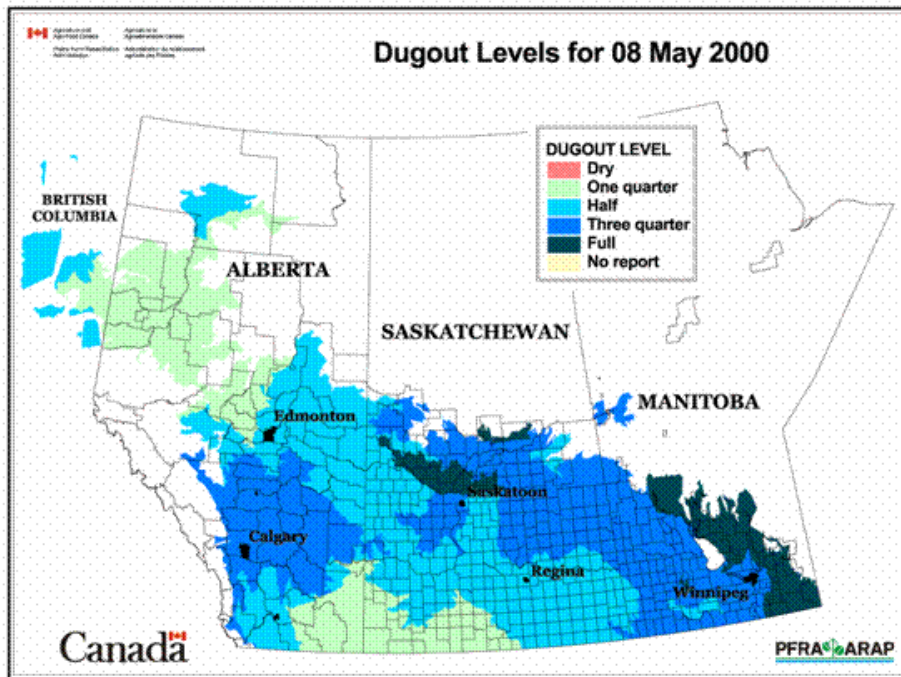 Dugout Levels for 08 May 2000
DUGOUT LEVEL
Dry
One quarter
Half
Three quarter
Full
No report
BRITISH
COLUMBIA
ALBERTA
SASKATCHEWAN
MANITOBA
Edmonton
Saskatoon
Calgary
Regina
Winnipeg
Canada
PFRA ARAP